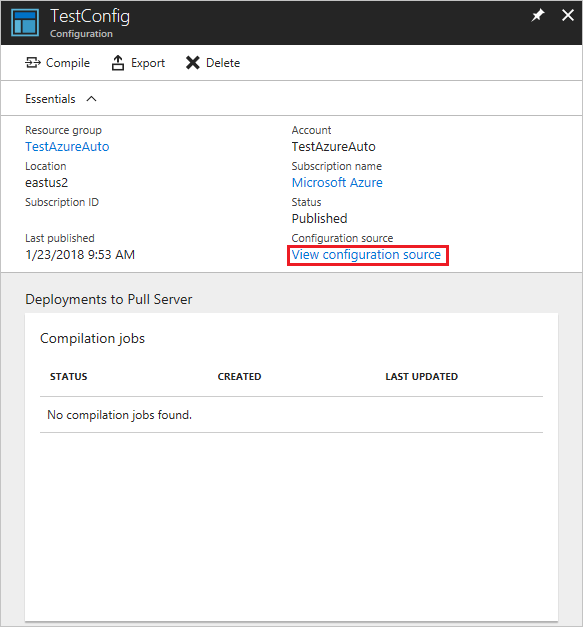 TestConfig
Configuration
Compile Export Delete
Essentials
Resource group
TestAzureAuto
Account
TestAzureAuto
Location
eastus2
Subscription name
Microsoft Azure
Subscription ID
Status
Published
Last published
1/23/2018 9:53 AM
Configuration source
View configuration source
Deployments to Pull Server
Compilation jobs
STATUS CREATED LAST UPDATED
No compilation jobs found.